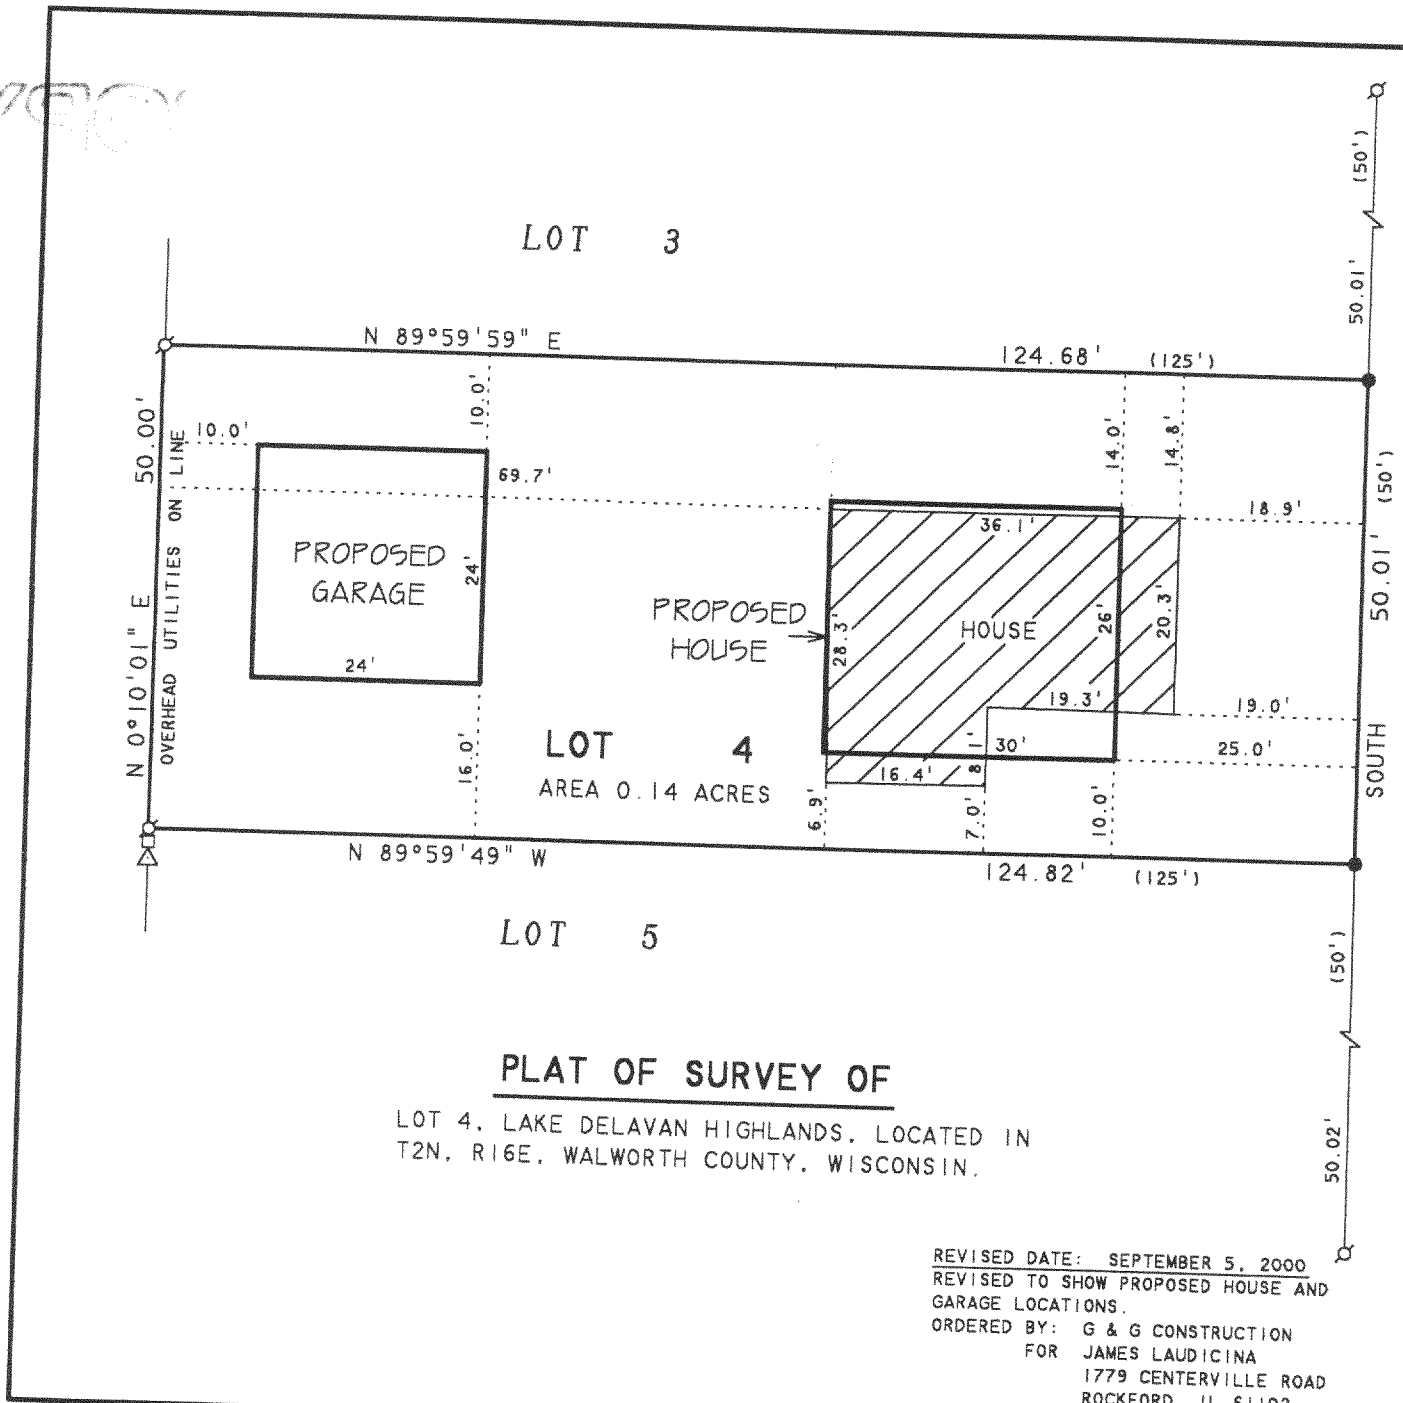 (50')
50.01'
LOT 3
N 89°59'59" E
124.68' (125')
10.0'
10.0'
14.0'
14.8'
50.00'
69.7'
18.9'
(50')
36.1'
PROPOSED
GARAGE
24'
24'
PROPOSED
HOUSE
28.3'
HOUSE
26'
20.3'
50.01'
OVERHEAD UTILITIES ON LINE
N 0°10'01" E
19.3'
19.0'
LOT 4
AREA 0.14 ACRES
16.0'
8.1'
30'
25.0'
16.4'
SOUTH
6.9'
7.0'
10.0'
N 89°59'49" W
124.82' (125')
LOT 5
(50')
50.02'
PLAT OF SURVEY OF
LOT 4, LAKE DELAVAN HIGHLANDS, LOCATED IN
T2N, R16E, WALWORTH COUNTY, WISCONSIN.
REVISED DATE: SEPTEMBER 5, 2000
REVISED TO SHOW PROPOSED HOUSE AND
GARAGE LOCATIONS.
ORDERED BY: G & G CONSTRUCTION
FOR JAMES LAUDICINA
1779 CENTERVILLE ROAD
ROCKFORD, IL 61102